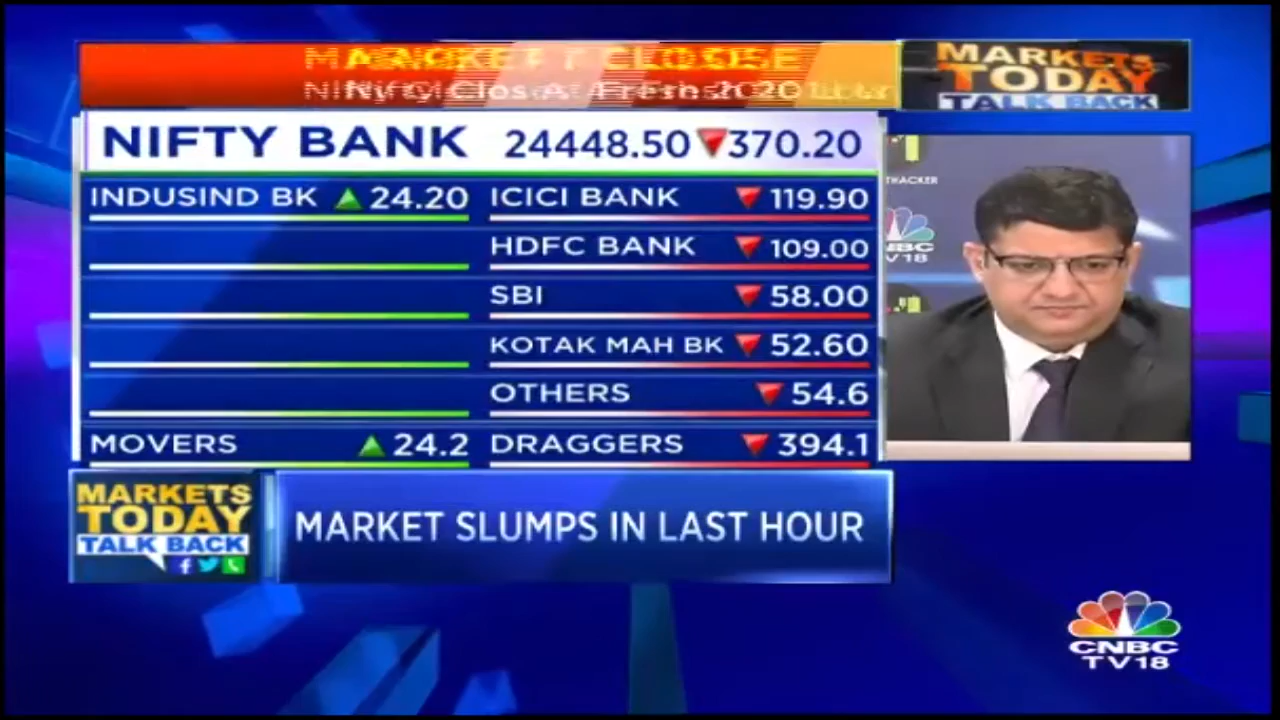 MARKETS
TODAY
TALK BACK
NIFTY BANK 24448.50 ▼370.20
INDUSIND BK ▲ 24.20 ICICI BANK ▼ 119.90
HDFC BANK ▼ 109.00
SBI ▼ 58.00
KOTAK MAH BK ▼ 52.60
OTHERS ▼ 54.6
MOVERS ▲ 24.2 DRAGGERS ▼ 394.1
THACKER
TV18
MARKETS
TODAY
TALK BACK
MARKET SLUMPS IN LAST HOUR
CNBC
TV18